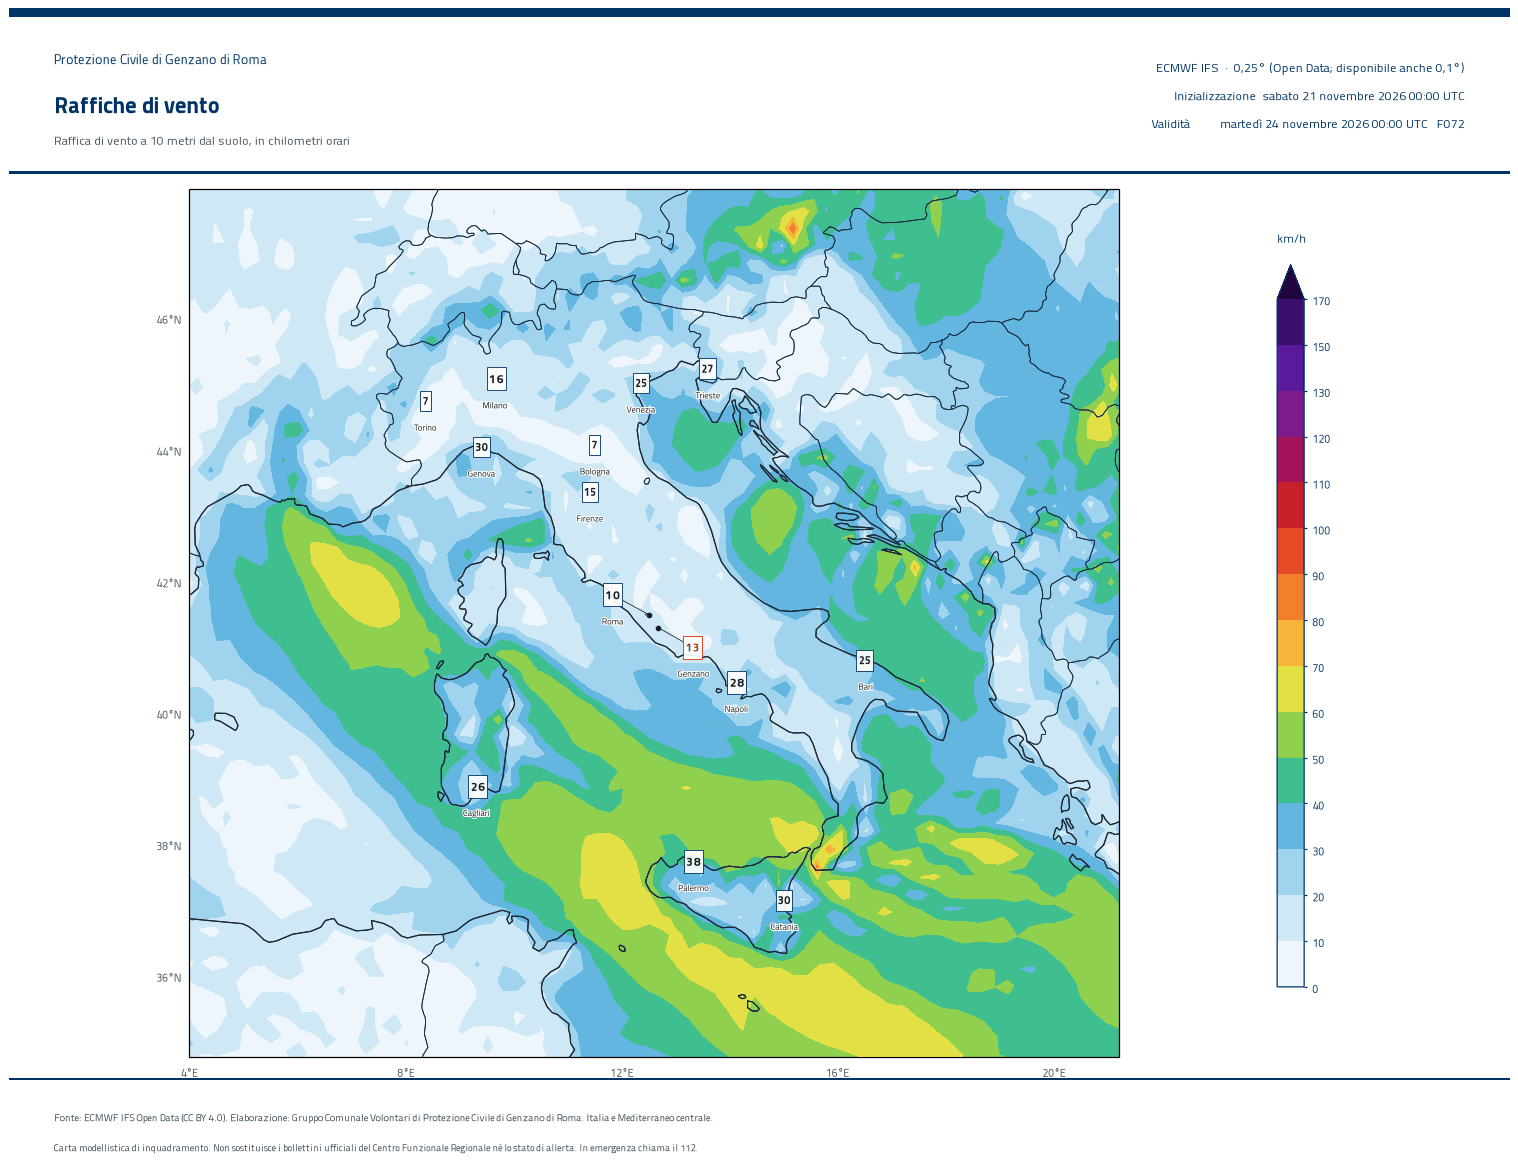 Protezione Civile di Genzano di Roma
Raffiche di vento
Raffica di vento a 10 metri dal suolo, in chilometri orari
ECMWF IFS · 0,25° (Open Data; disponibile anche 0,1°)
Inizializzazione sabato 21 novembre 2026 00:00 UTC
Validità martedì 24 novembre 2026 00:00 UTC F072
km/h
170
150
130
120
110
100
90
80
70
60
50
40
30
20
10
0
46°N
44°N
42°N
40°N
38°N
36°N
4°E
8°E
12°E
16°E
20°E
16
Milano
7
Torino
25
Venezia
27
Trieste
30
Genova
7
Bologna
15
Firenze
10
Roma
13
Genzano
28
Napoli
25
Bari
26
Cagliari
38
Palermo
30
Catania
Fonte: ECMWF IFS Open Data (CC BY 4.0). Elaborazione: Gruppo Comunale Volontari di Protezione Civile di Genzano di Roma. Italia e Mediterraneo centrale.
Carta modellistica di inquadramento. Non sostituisce i bollettini ufficiali del Centro Funzionale Regionale né lo stato di allerta. In emergenza chiama il 112.